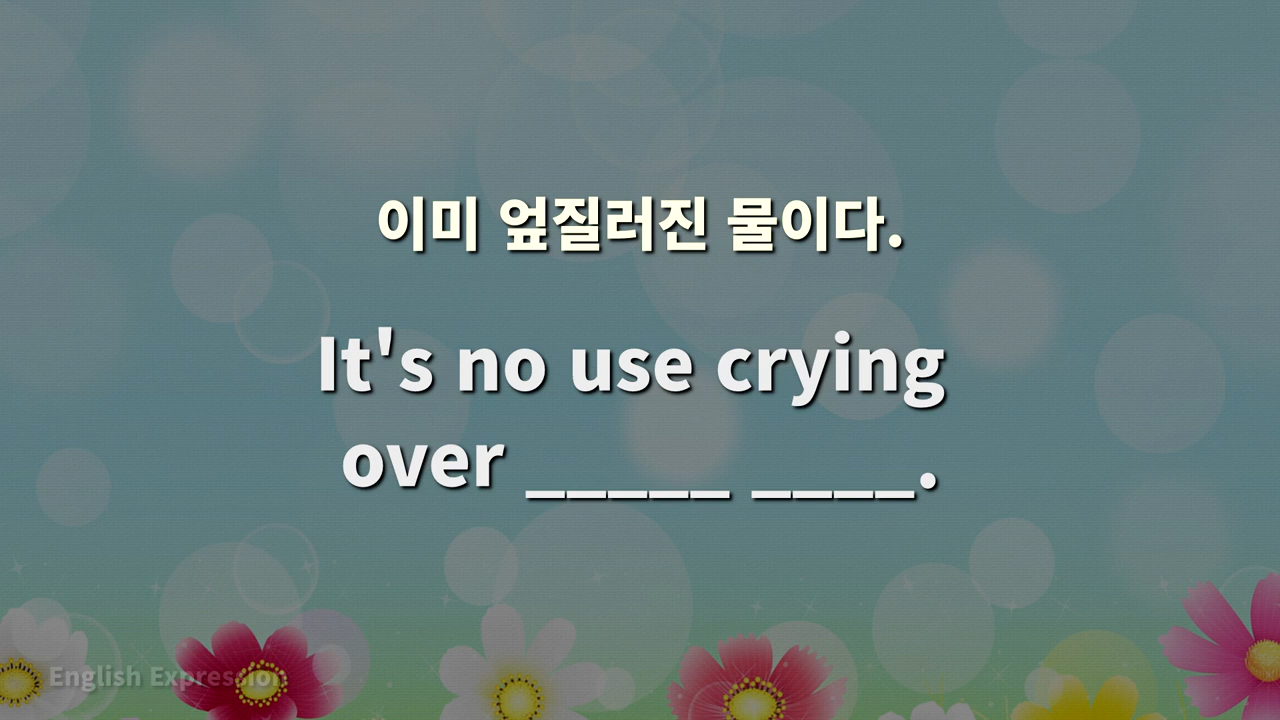 이미 엎질러진 물이다.
It's no use crying
over _____ ____.
English Expression